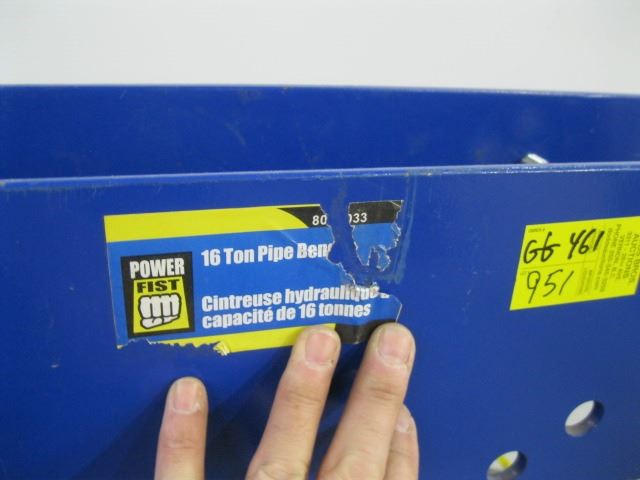 80 033
16 Ton Pipe Ben
POWER
FIST
Cintreuse hydraulique
capacité de 16 tonnes
GG 461
951